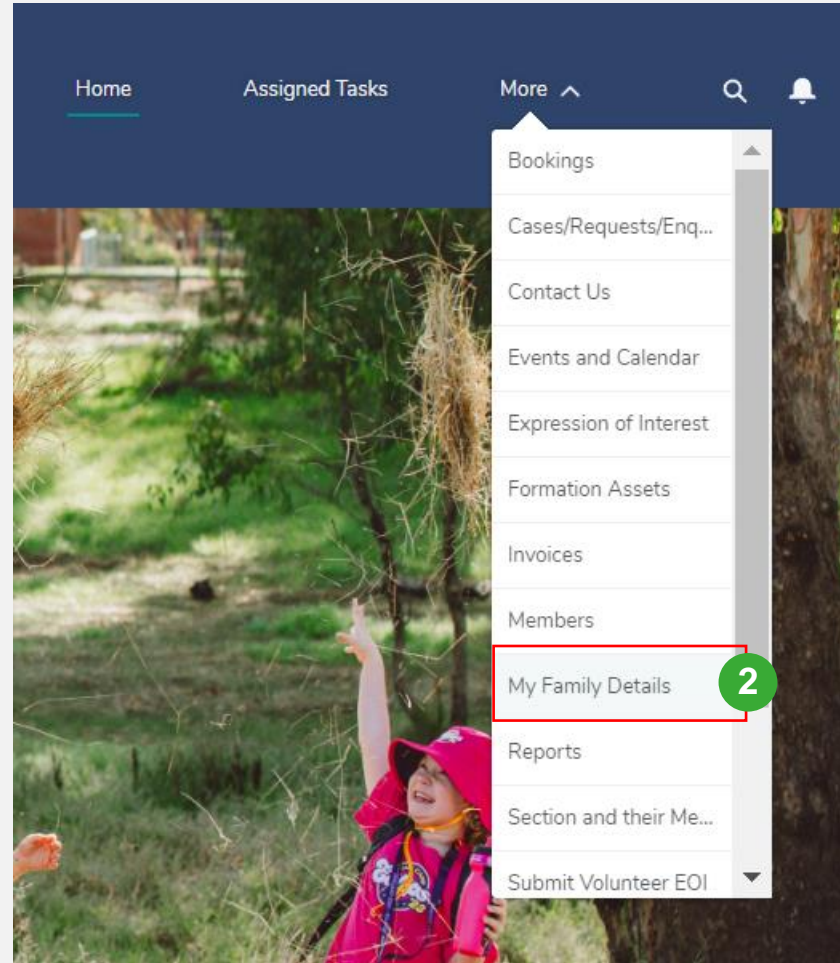 Home
Assigned Tasks
More
Bookings
Cases/Requests/Enq...
Contact Us
Events and Calendar
Expression of Interest
Formation Assets
Invoices
Members
My Family Details
2
Reports
Section and their Me...
Submit Volunteer EOI